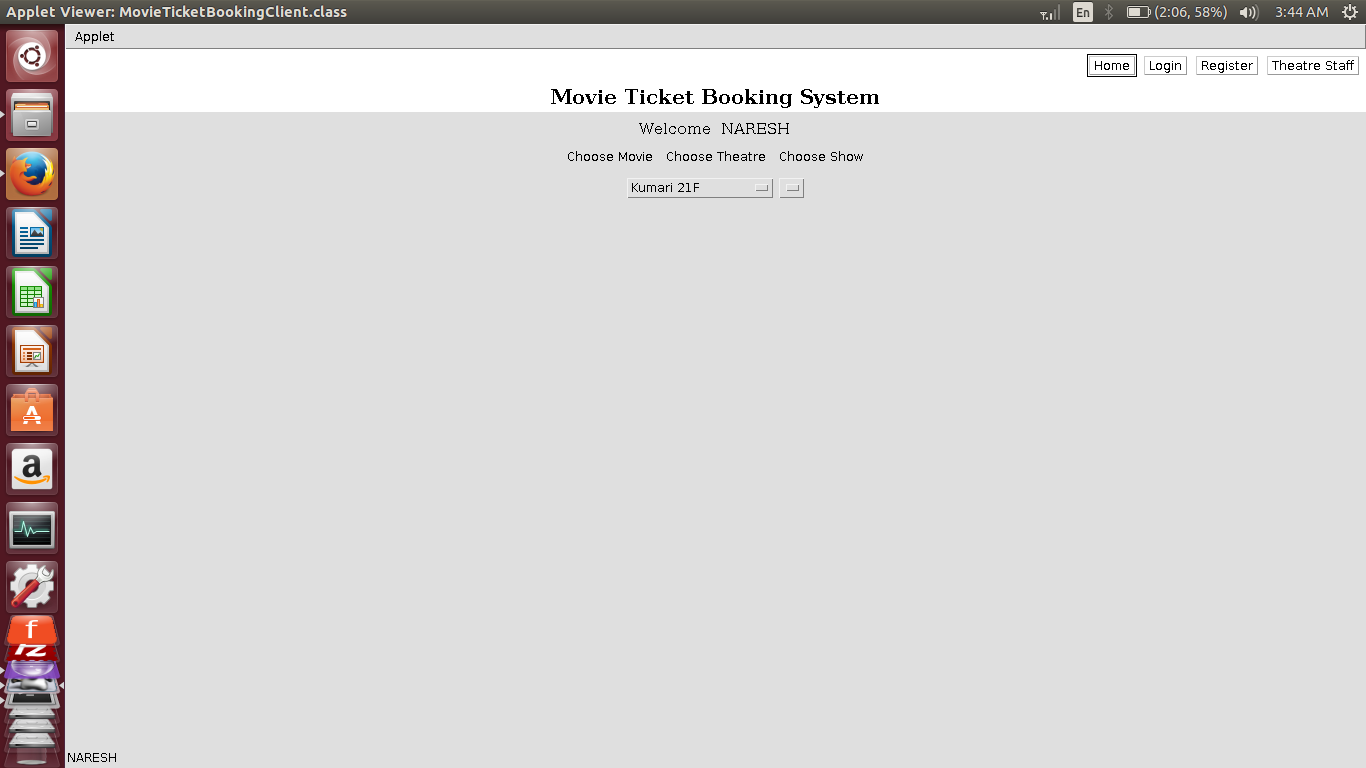 Applet Viewer: MovieTicketBookingClient.class
En
(2:06, 58%)
3:44 AM
Applet
Home Login Register Theatre Staff
Movie Ticket Booking System
Welcome NARESH
Choose Movie Choose Theatre Choose Show
Kumari 21F
A
a
f
NARESH